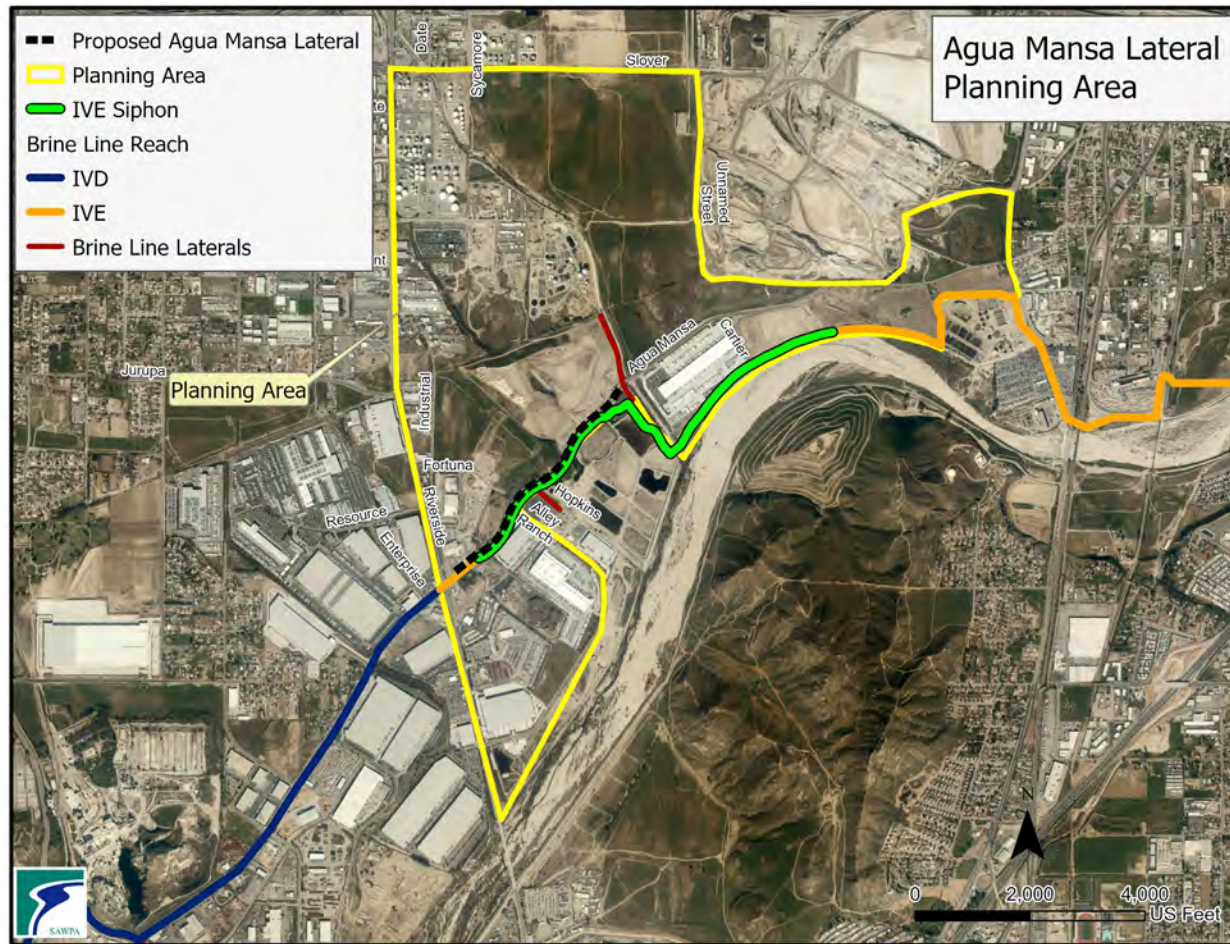 Proposed Agua Mansa Lateral
Planning Area
IVE Siphon
Brine Line Reach
IVD
IVE
Brine Line Laterals
Agua Mansa Lateral
Planning Area
Date
Sycamore
Slover
Unnamed
Street
Jurupa
Planning Area
Industrial
Agua Mansa
Cartier
Fortuna
Riverside
Resource
Enterprise
Hopkins
Alley
Ranch
N
0 2,000 4,000
US Feet
SAWPA